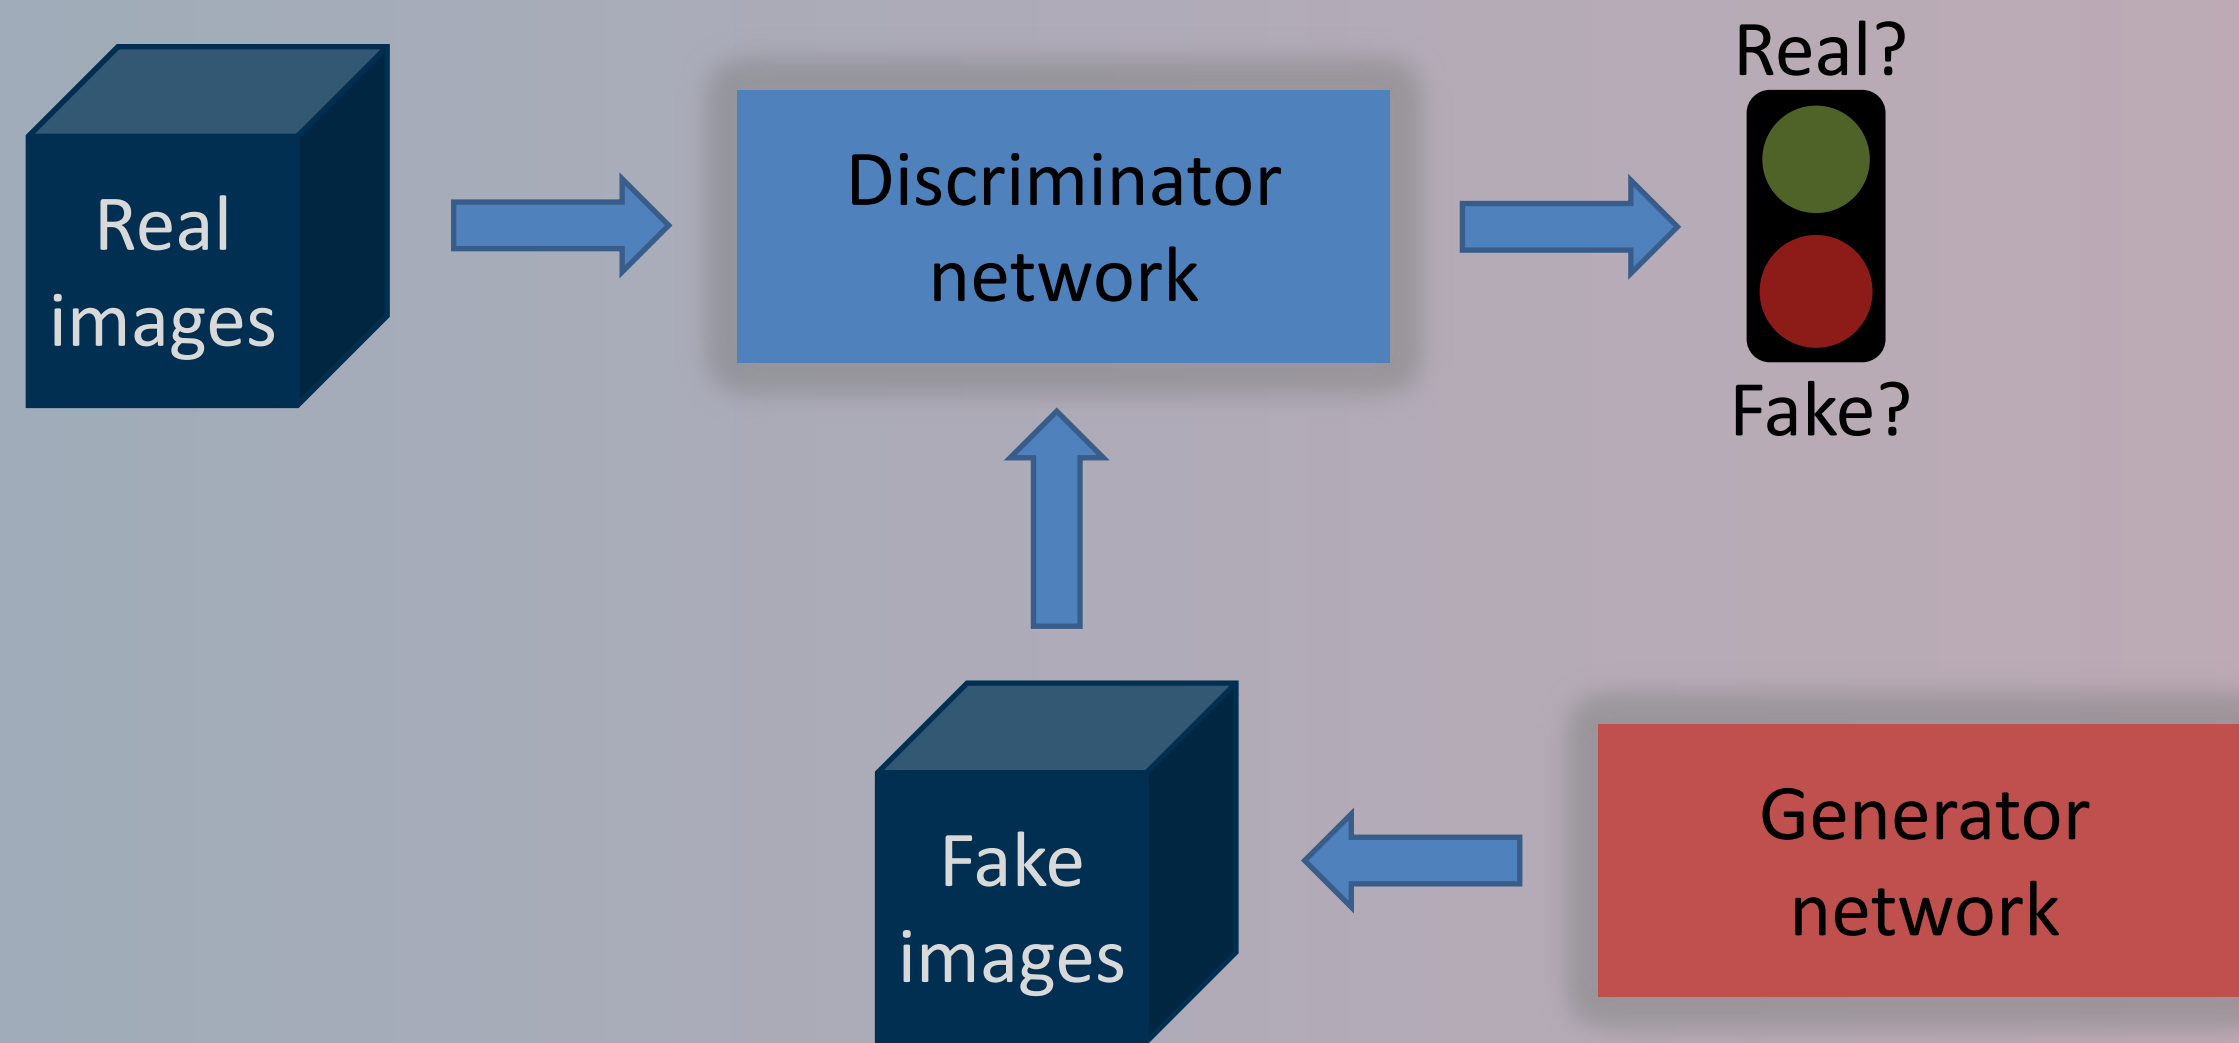 Real
images
Discriminator
network
Real?
Fake?
Fake
images
Generator
network